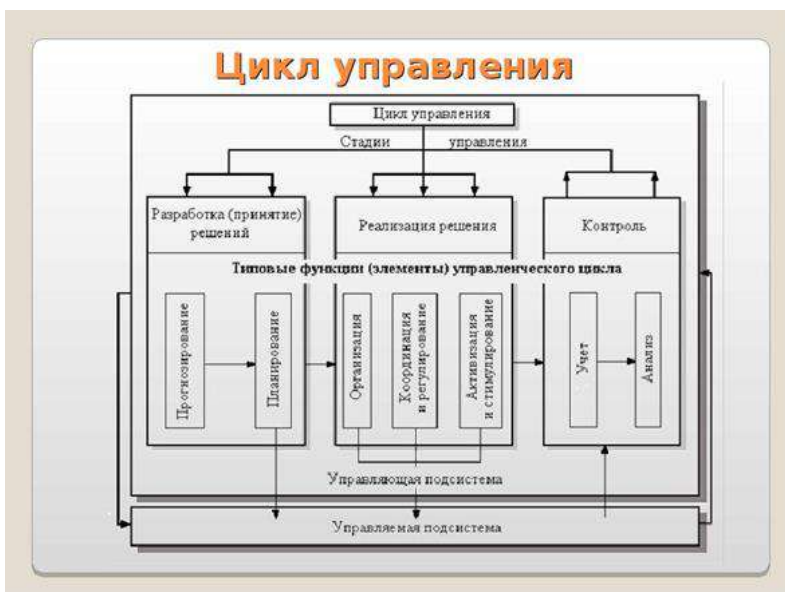 Цикл управления
Цикл управления
Стадии управления
Разработка (принятие)
решений
Реализация решения
Контроль
Типовые функции (элементы) управленческого цикла
Прогнозирование
Планирование
Организация
Координация
и регулирование
Активизация
и стимулирование
Учет
Анализ
Управляющая подсистема
Управляемая подсистема